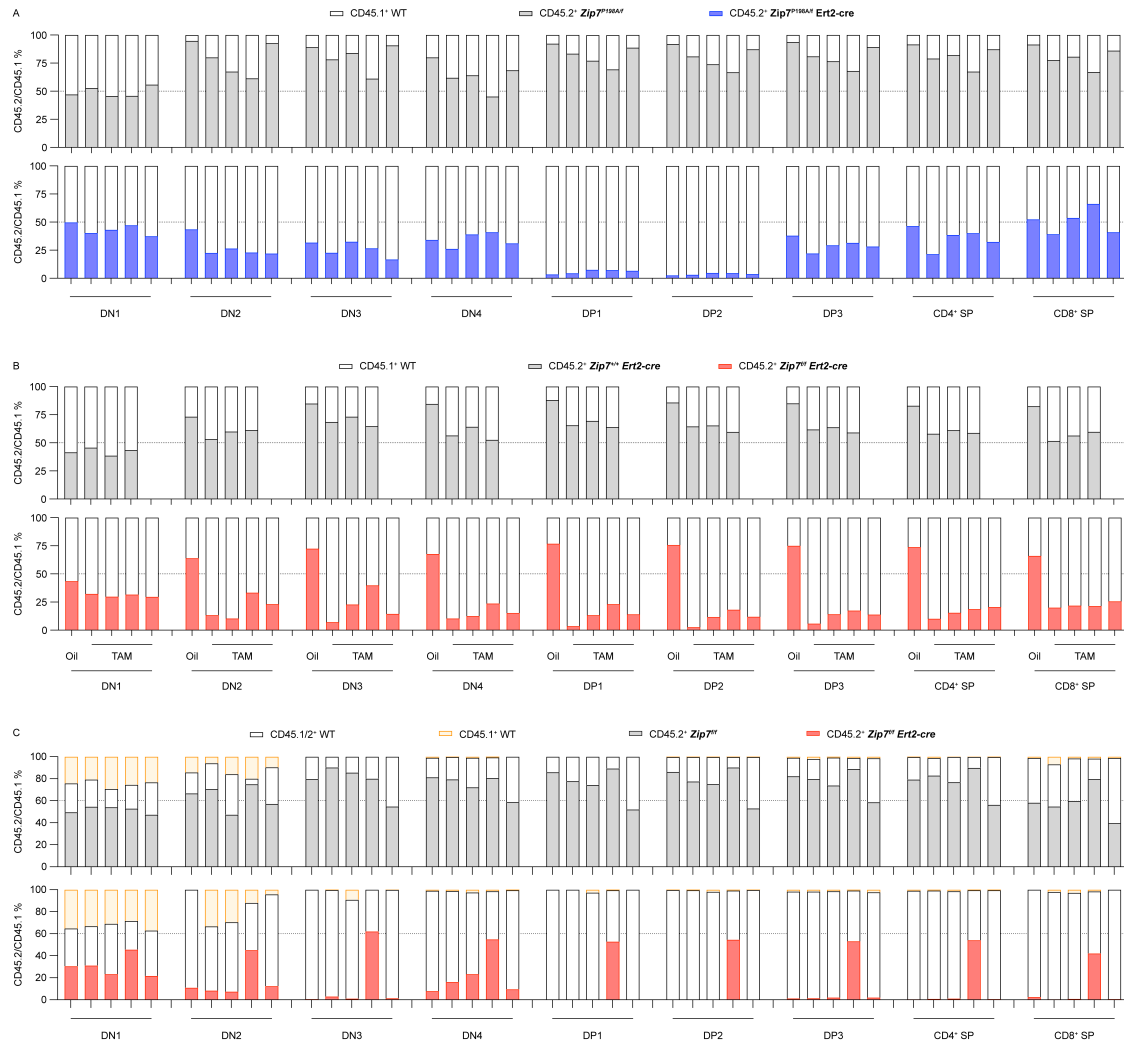 A
CD45.1⁺ WT
CD45.2⁺ Zip7ᴾ¹⁹⁸ᴬ/ᶠ
CD45.2⁺ Zip7ᴾ¹⁹⁸ᴬ/ᶠ Ert2-cre
CD45.2/CD45.1 %
100
75
50
25
0
CD45.2/CD45.1 %
100
75
50
25
0
DN1 DN2 DN3 DN4 DP1 DP2 DP3 CD4⁺ SP CD8⁺ SP
B
CD45.1⁺ WT
CD45.2⁺ Zip7⁺/⁺ Ert2-cre
CD45.2⁺ Zip7ᶠ/ᶠ Ert2-cre
CD45.2/CD45.1 %
100
75
50
25
0
CD45.2/CD45.1 %
100
75
50
25
0
Oil TAM Oil TAM Oil TAM Oil TAM Oil TAM Oil TAM Oil TAM Oil TAM Oil TAM
DN1 DN2 DN3 DN4 DP1 DP2 DP3 CD4⁺ SP CD8⁺ SP
C
CD45.1/2⁺ WT
CD45.1⁺ WT
CD45.2⁺ Zip7ᶠ/ᶠ
CD45.2⁺ Zip7ᶠ/ᶠ Ert2-cre
CD45.2/CD45.1 %
100
80
60
40
20
0
CD45.2/CD45.1 %
100
80
60
40
20
0
DN1 DN2 DN3 DN4 DP1 DP2 DP3 CD4⁺ SP CD8⁺ SP